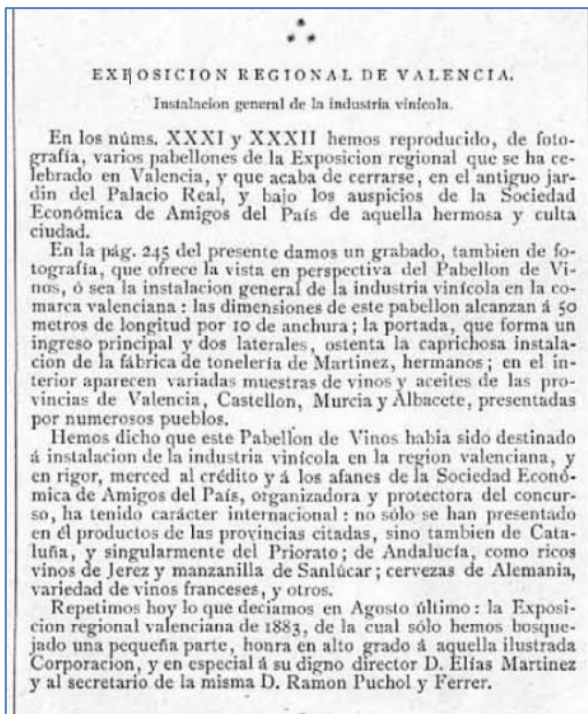 EXPOSICION REGIONAL DE VALENCIA.
Instalacion general de la industria vinícola.
En los núms. XXXI y XXXII hemos reproducido, de foto-
grafía, varios pabellones de la Exposicion regional que se ha ce-
lebrado en Valencia, y que acaba de cerrarse, en el antiguo jar-
din del Palacio Real, y bajo los auspicios de la Sociedad
Económica de Amigos del País de aquella hermosa y culta
ciudad.
En la pág. 245 del presente damos un grabado, tambien de fo-
tografía, que ofrece la vista en perspectiva del Pabellon de Vi-
nos, ó sea la instalacion general de la industria vinícola en la co-
marca valenciana : las dimensiones de este pabellon alcanzan á 50
metros de longitud por 10 de anchura ; la portada, que forma un
ingreso principal y dos laterales, ostenta la caprichosa instala-
cion de la fábrica de tonelería de Martinez, hermanos ; en el in-
terior aparecen variadas muestras de vinos y aceites de las pro-
vincias de Valencia, Castellon, Murcia y Albacete, presentadas
por numerosos pueblos.
Hemos dicho que este Pabellon de Vinos habia sido destinado
á instalacion de la industria vinícola en la region valenciana, y
en rigor, merced al crédito y á los afanes de la Sociedad Econó-
mica de Amigos del País, organizadora y protectora del concur-
so, ha tenido carácter internacional : no sólo se han presentado
en él productos de las provincias citadas, sino tambien de Cata-
luña, y singularmente del Priorato ; de Andalucía, como ricos
vinos de Jerez y manzanilla de Sanlúcar ; cervezas de Alemania,
variedad de vinos franceses, y otros.
Repetimos hoy lo que deciamos en Agosto último : la Exposi-
cion regional valenciana de 1883, de la cual sólo hemos bosque-
jado una pequeña parte, honra en alto grado á aquella ilustrada
Corporacion, y en especial á su digno director D. Elías Martinez
y al secretario de la misma D. Ramon Puchol y Ferrer.